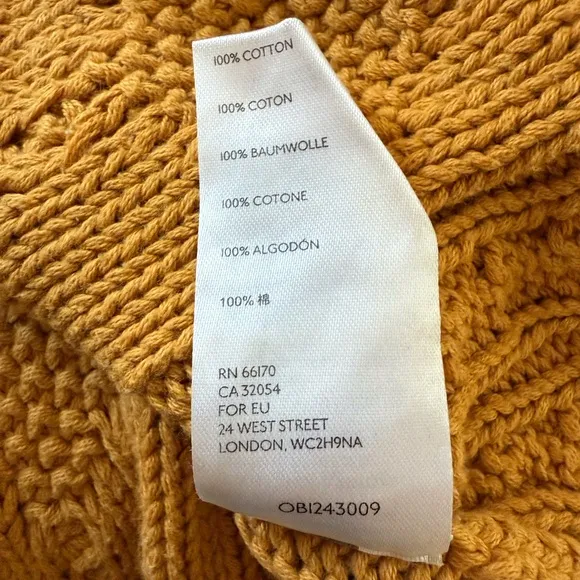 100% COTTON
100% COTON
100% BAUMWOLLE
100% COTONE
100% ALGODÓN
100% 棉
RN 66170
CA 32054
FOR EU
24 WEST STREET
LONDON, WC2H9NA
OB1243009